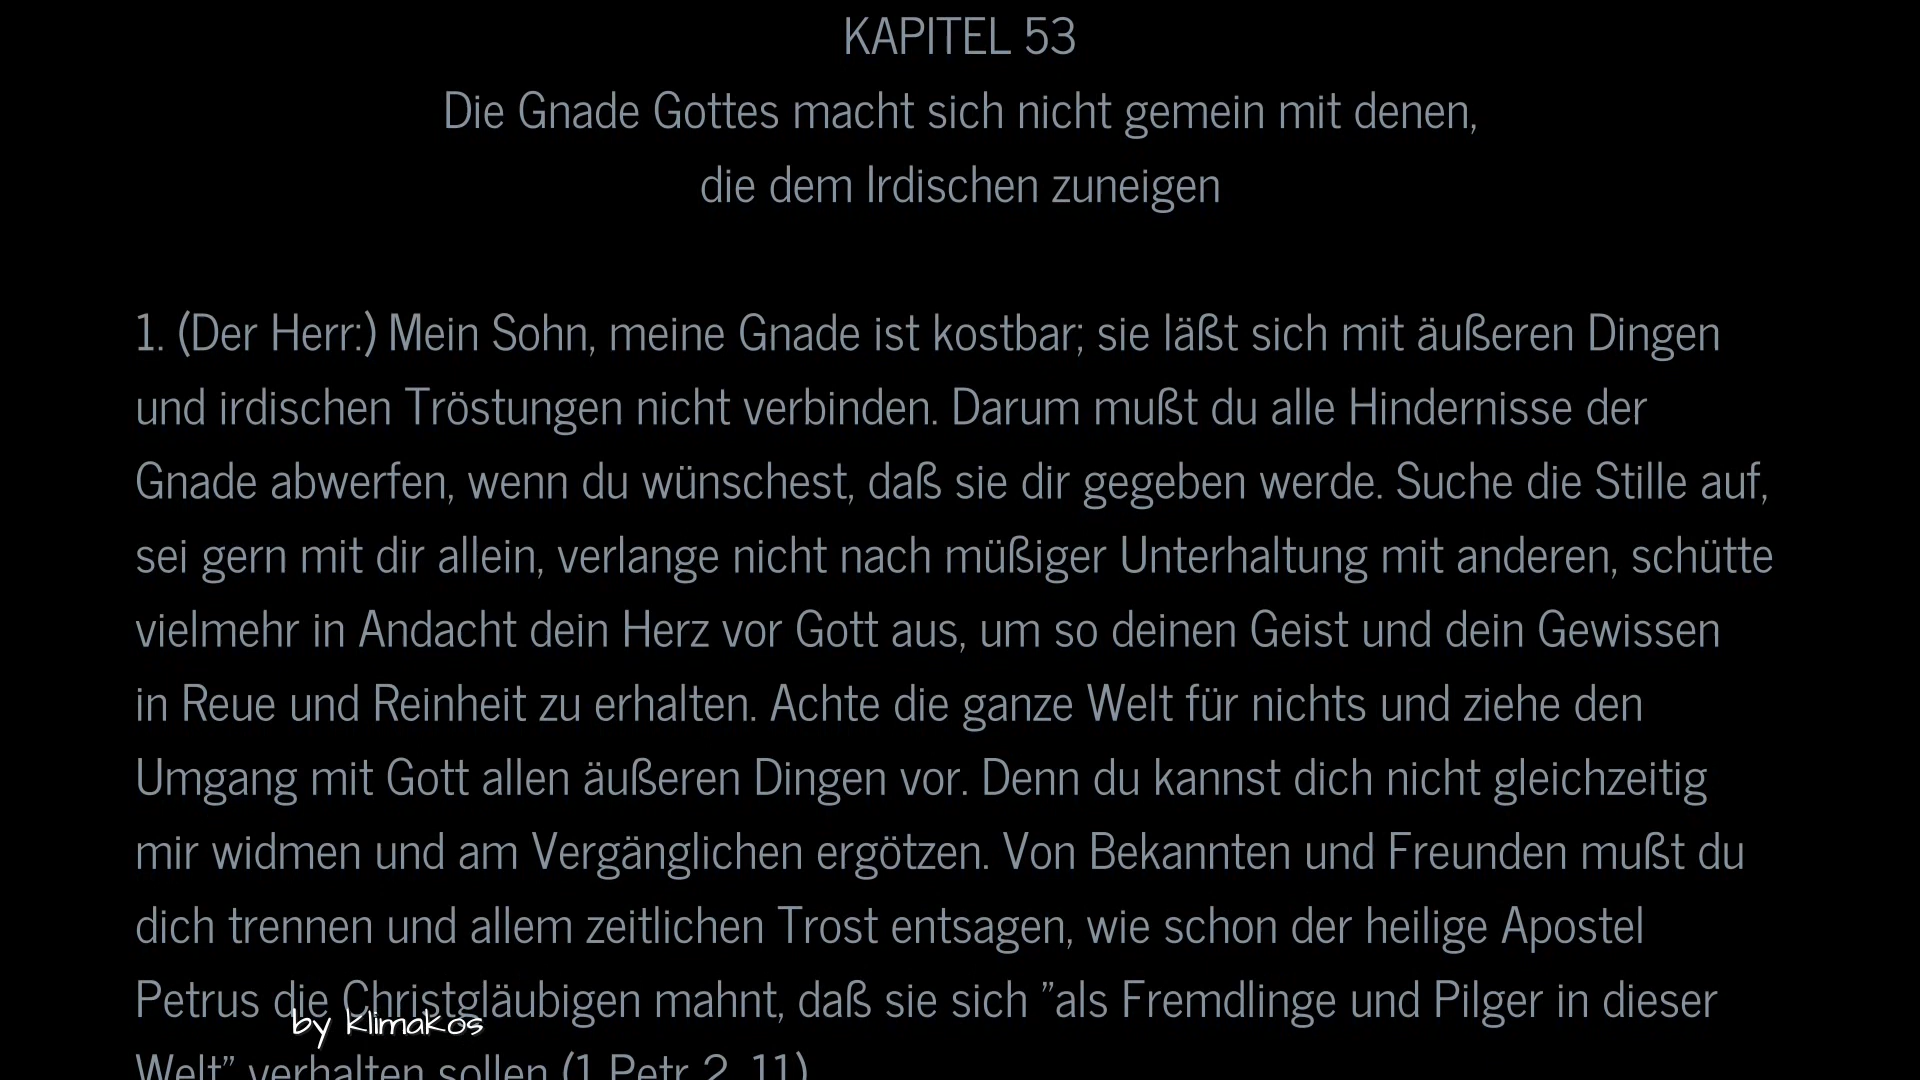 KAPITEL 53
Die Gnade Gottes macht sich nicht gemein mit denen,
die dem Irdischen zuneigen
1. (Der Herr:) Mein Sohn, meine Gnade ist kostbar; sie läßt sich mit äußeren Dingen
und irdischen Tröstungen nicht verbinden. Darum mußt du alle Hindernisse der
Gnade abwerfen, wenn du wünschest, daß sie dir gegeben werde. Suche die Stille auf,
sei gern mit dir allein, verlange nicht nach müßiger Unterhaltung mit anderen, schütte
vielmehr in Andacht dein Herz vor Gott aus, um so deinen Geist und dein Gewissen
in Reue und Reinheit zu erhalten. Achte die ganze Welt für nichts und ziehe den
Umgang mit Gott allen äußeren Dingen vor. Denn du kannst dich nicht gleichzeitig
mir widmen und am Vergänglichen ergötzen. Von Bekannten und Freunden mußt du
dich trennen und allem zeitlichen Trost entsagen, wie schon der heilige Apostel
Petrus die Christgläubigen mahnt, daß sie sich "als Fremdlinge und Pilger in dieser
by klimakos
Welt" verhalten sollen (1 Petr 2, 11)